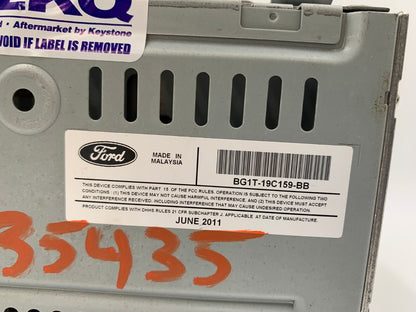 KQ
• Aftermarket by Keystone
VOID IF LABEL IS REMOVED
Ford
MADE IN
MALAYSIA
BG1T-19C159-BB
THIS DEVICE COMPLIES WITH PART 15 OF THE FCC RULES. OPERATION IS SUBJECT TO THE FOLLOWING TWO
CONDITIONS : (1) THIS DEVICE MAY NOT CAUSE HARMFUL INTERFERENCE, AND (2) THIS DEVICE MUST ACCEPT
ANY INTERFERENCE RECEIVED, INCLUDING INTERFERENCE THAT MAY CAUSE UNDESIRED OPERATION
PRODUCT COMPLIES WITH DHHS RULES 21 CFR SUBCHAPTER J, APPLICABLE AT DATE OF MANUFACTURE.
JUNE 2011
35435